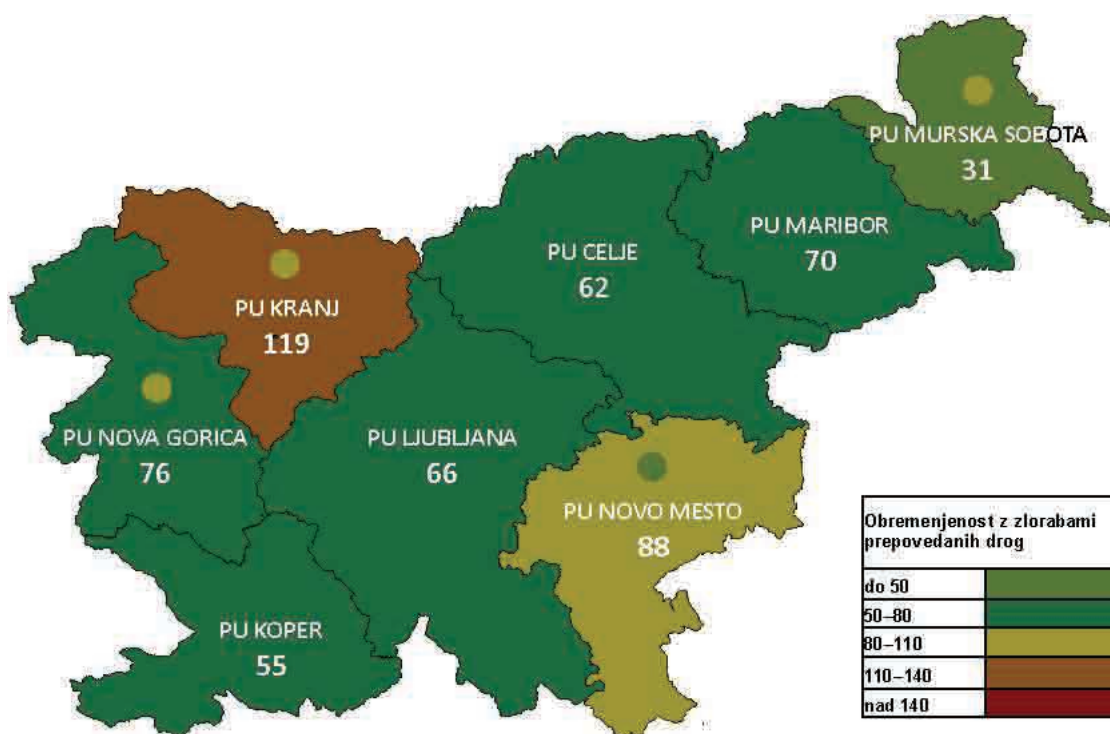 PU MURSKA SOBOTA
31
PU MARIBOR
70
PU CELJE
62
PU KRANJ
119
PU NOVA GORICA
76
PU LJUBLJANA
66
PU NOVO MESTO
88
PU KOPER
55
Obremenjenost z zlorabami
prepovedanih drog
do 50
50–80
80–110
110–140
nad 140